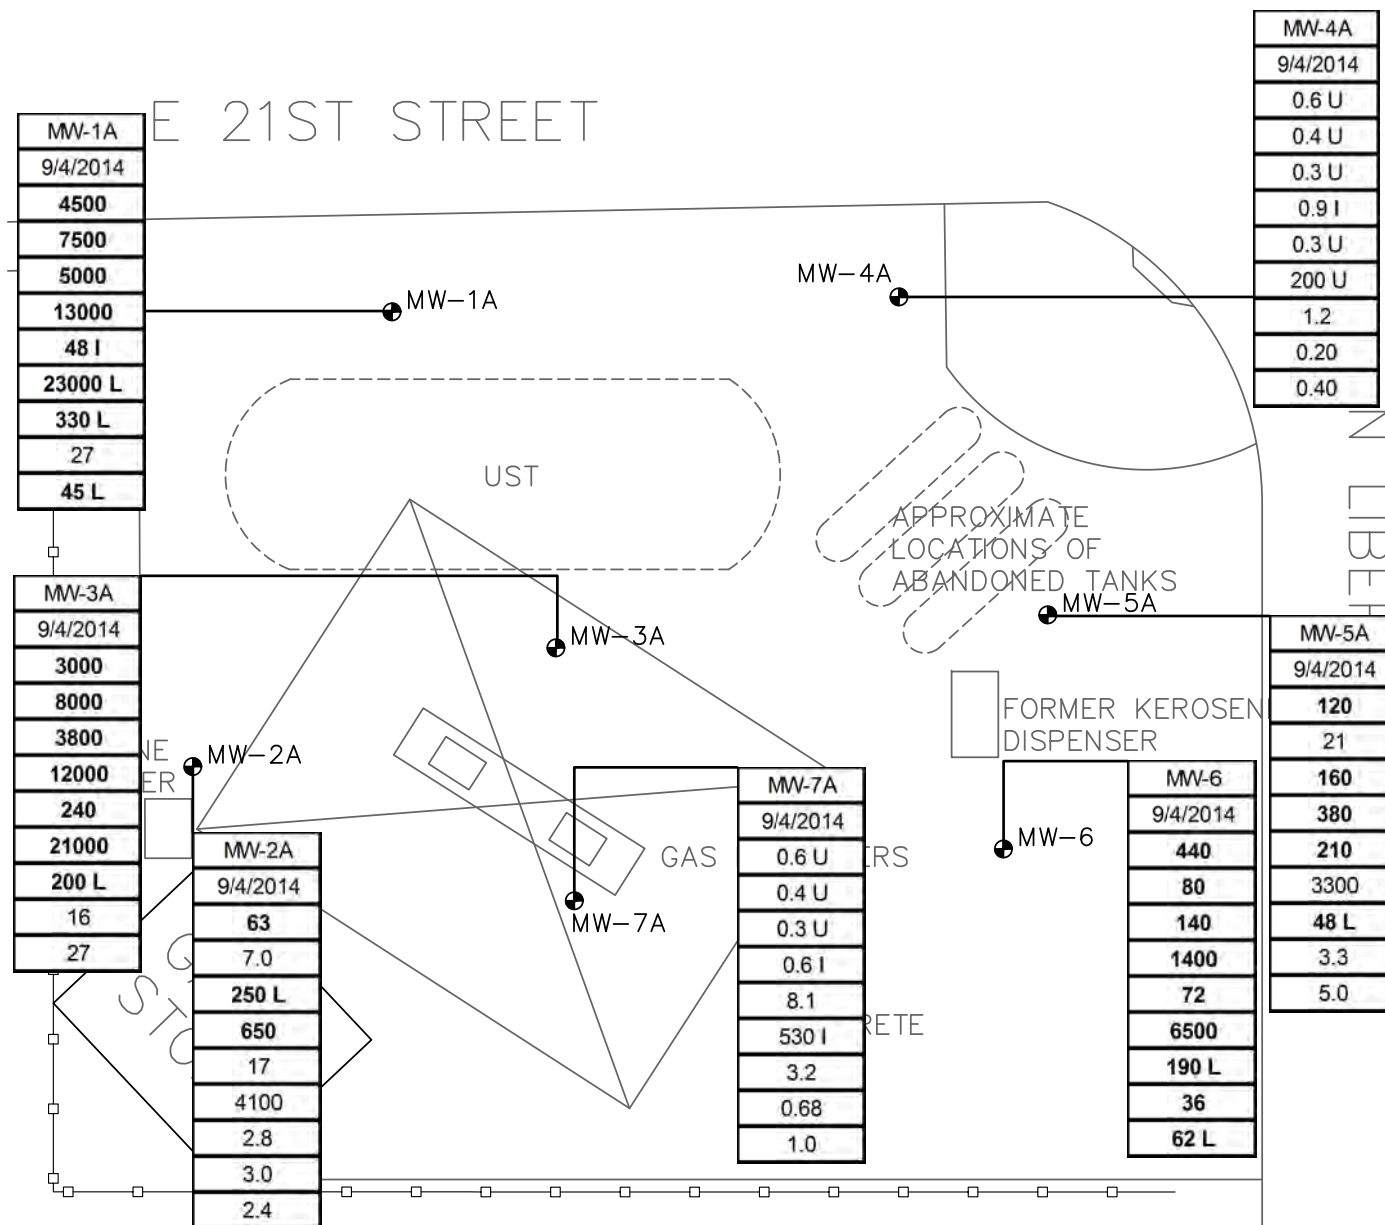 E 21ST STREET
MW-1A
9/4/2014
4500
7500
5000
13000
48 I
23000 L
330 L
27
45 L
MW-4A
9/4/2014
0.6 U
0.4 U
0.3 U
0.9 I
0.3 U
200 U
1.2
0.20
0.40
MW-1A
MW-4A
UST
APPROXIMATE
LOCATIONS OF
ABANDONED TANKS
N LIBE
MW-3A
9/4/2014
3000
8000
3800
12000
240
21000
200 L
16
27
MW-3A
MW-5A
MW-5A
9/4/2014
120
21
160
380
210
3300
48 L
3.3
5.0
FORMER KEROSEN
DISPENSER
NE
ER
MW-2A
MW-2A
9/4/2014
63
7.0
250 L
650
17
4100
2.8
3.0
2.4
MW-7A
9/4/2014
0.6 U
0.4 U
0.3 U
0.6 I
8.1
530 I
3.2
0.68
1.0
MW-6
9/4/2014
440
80
140
1400
72
6500
190 L
36
62 L
GAS ERS
MW-6
MW-7A
G
STO
RETE